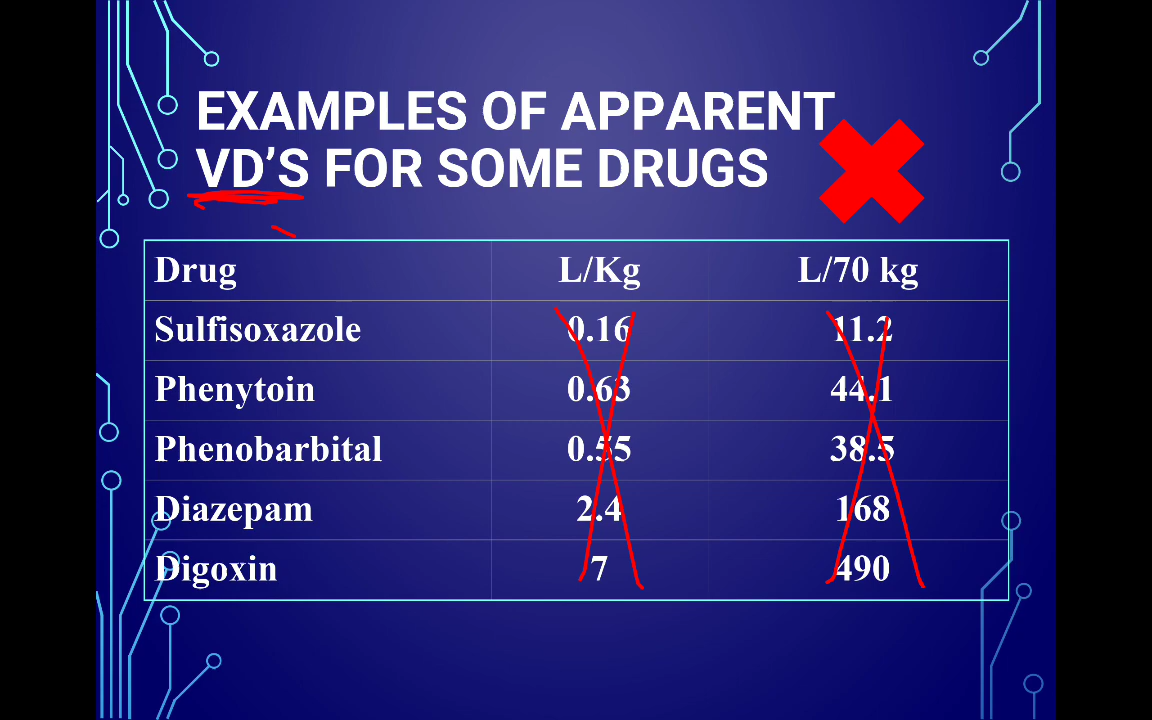 EXAMPLES OF APPARENT
VD’S FOR SOME DRUGS
Drug L/Kg L/70 kg
Sulfisoxazole 0.16 11.2
Phenytoin 0.63 44.1
Phenobarbital 0.55 38.5
Diazepam 2.4 168
Digoxin 7 490